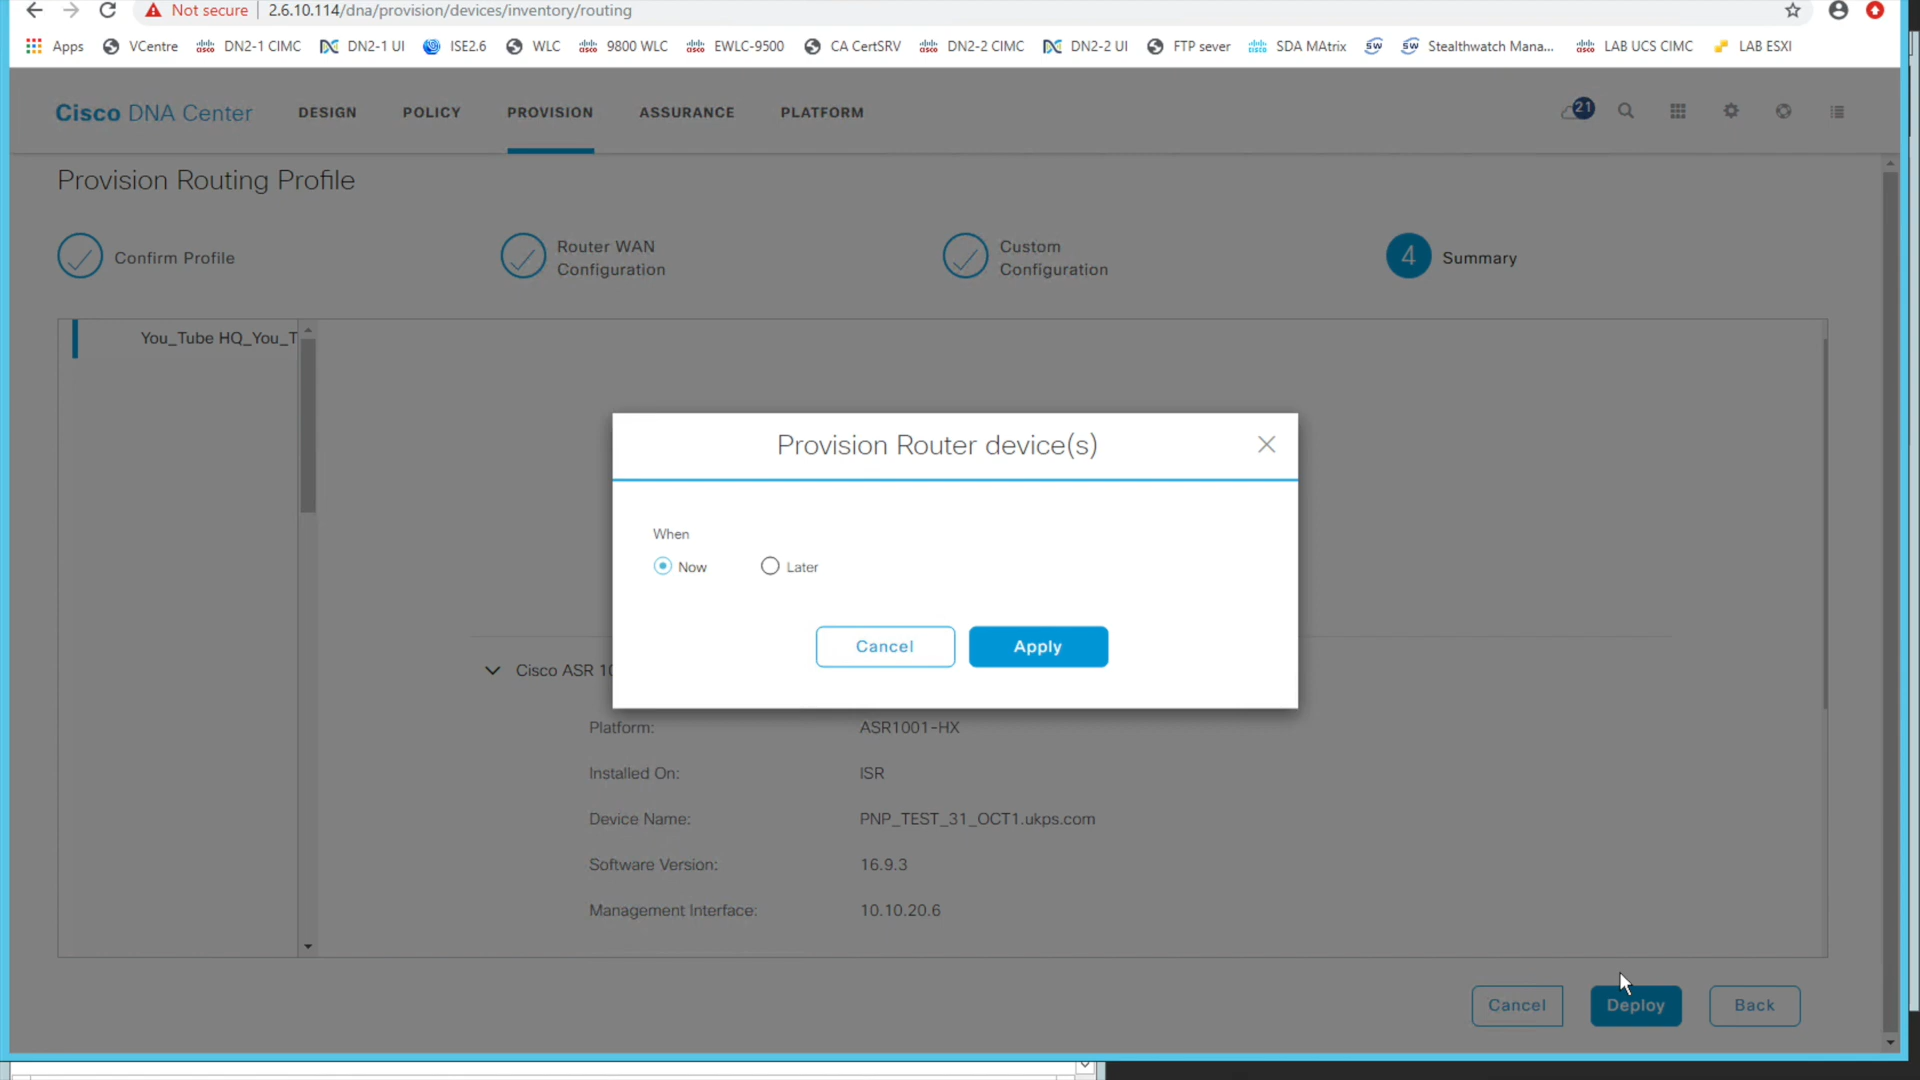 Not secure 2.6.10.114/dna/provision/devices/inventory/routing
Apps VCentre DN2-1 CIMC DN2-1 UI ISE2.6 WLC 9800 WLC EWLC-9500 CA CertSRV DN2-2 CIMC DN2-2 UI FTP sever SDA MAtrix Stealthwatch Mana... LAB UCS CIMC LAB ESXI
Cisco DNA Center DESIGN POLICY PROVISION ASSURANCE PLATFORM 21
Provision Routing Profile
Confirm Profile
Router WAN
Configuration
Custom
Configuration
4 Summary
You_Tube HQ_You_T
Provision Router device(s)
When
Now Later
Cancel Apply
Cisco ASR 10
Platform: ASR1001-HX
Installed On: ISR
Device Name: PNP_TEST_31_OCT1.ukps.com
Software Version: 16.9.3
Management Interface: 10.10.20.6
Cancel Deploy Back